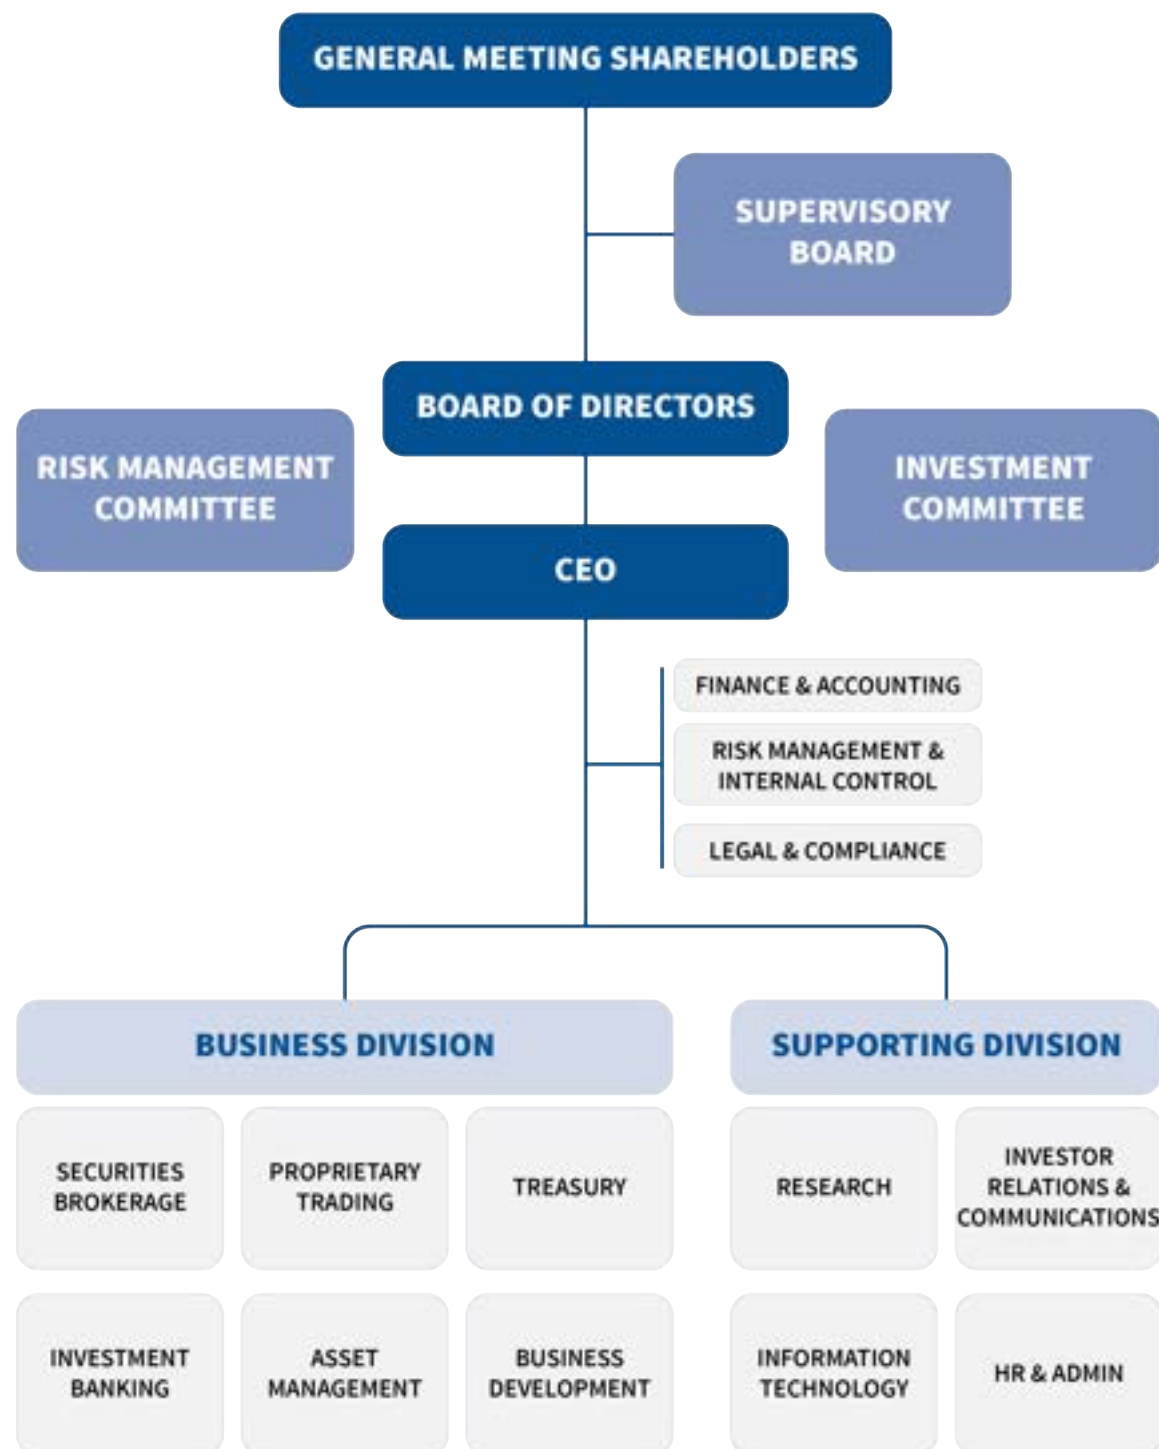 GENERAL MEETING SHAREHOLDERS
SUPERVISORY
BOARD
BOARD OF DIRECTORS
RISK MANAGEMENT
COMMITTEE
INVESTMENT
COMMITTEE
CEO
FINANCE & ACCOUNTING
RISK MANAGEMENT &
INTERNAL CONTROL
LEGAL & COMPLIANCE
BUSINESS DIVISION
SECURITIES
BROKERAGE
PROPRIETARY
TRADING
TREASURY
INVESTMENT
BANKING
ASSET
MANAGEMENT
BUSINESS
DEVELOPMENT
SUPPORTING DIVISION
RESEARCH
INVESTOR
RELATIONS &
COMMUNICATIONS
INFORMATION
TECHNOLOGY
HR & ADMIN